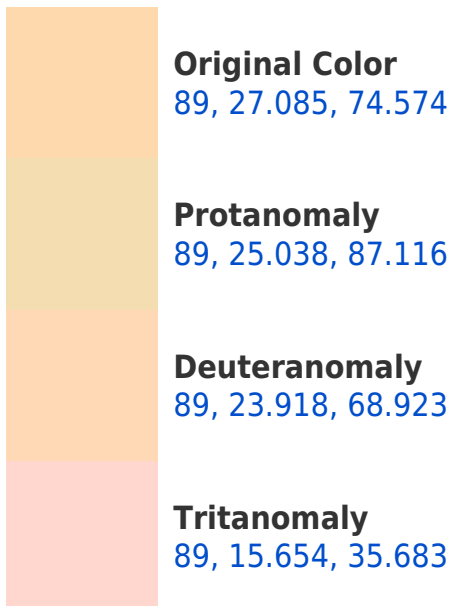 Original Color
89, 27.085, 74.574
Protanomaly
89, 25.038, 87.116
Deuteranomaly
89, 23.918, 68.923
Tritanomaly
89, 15.654, 35.683